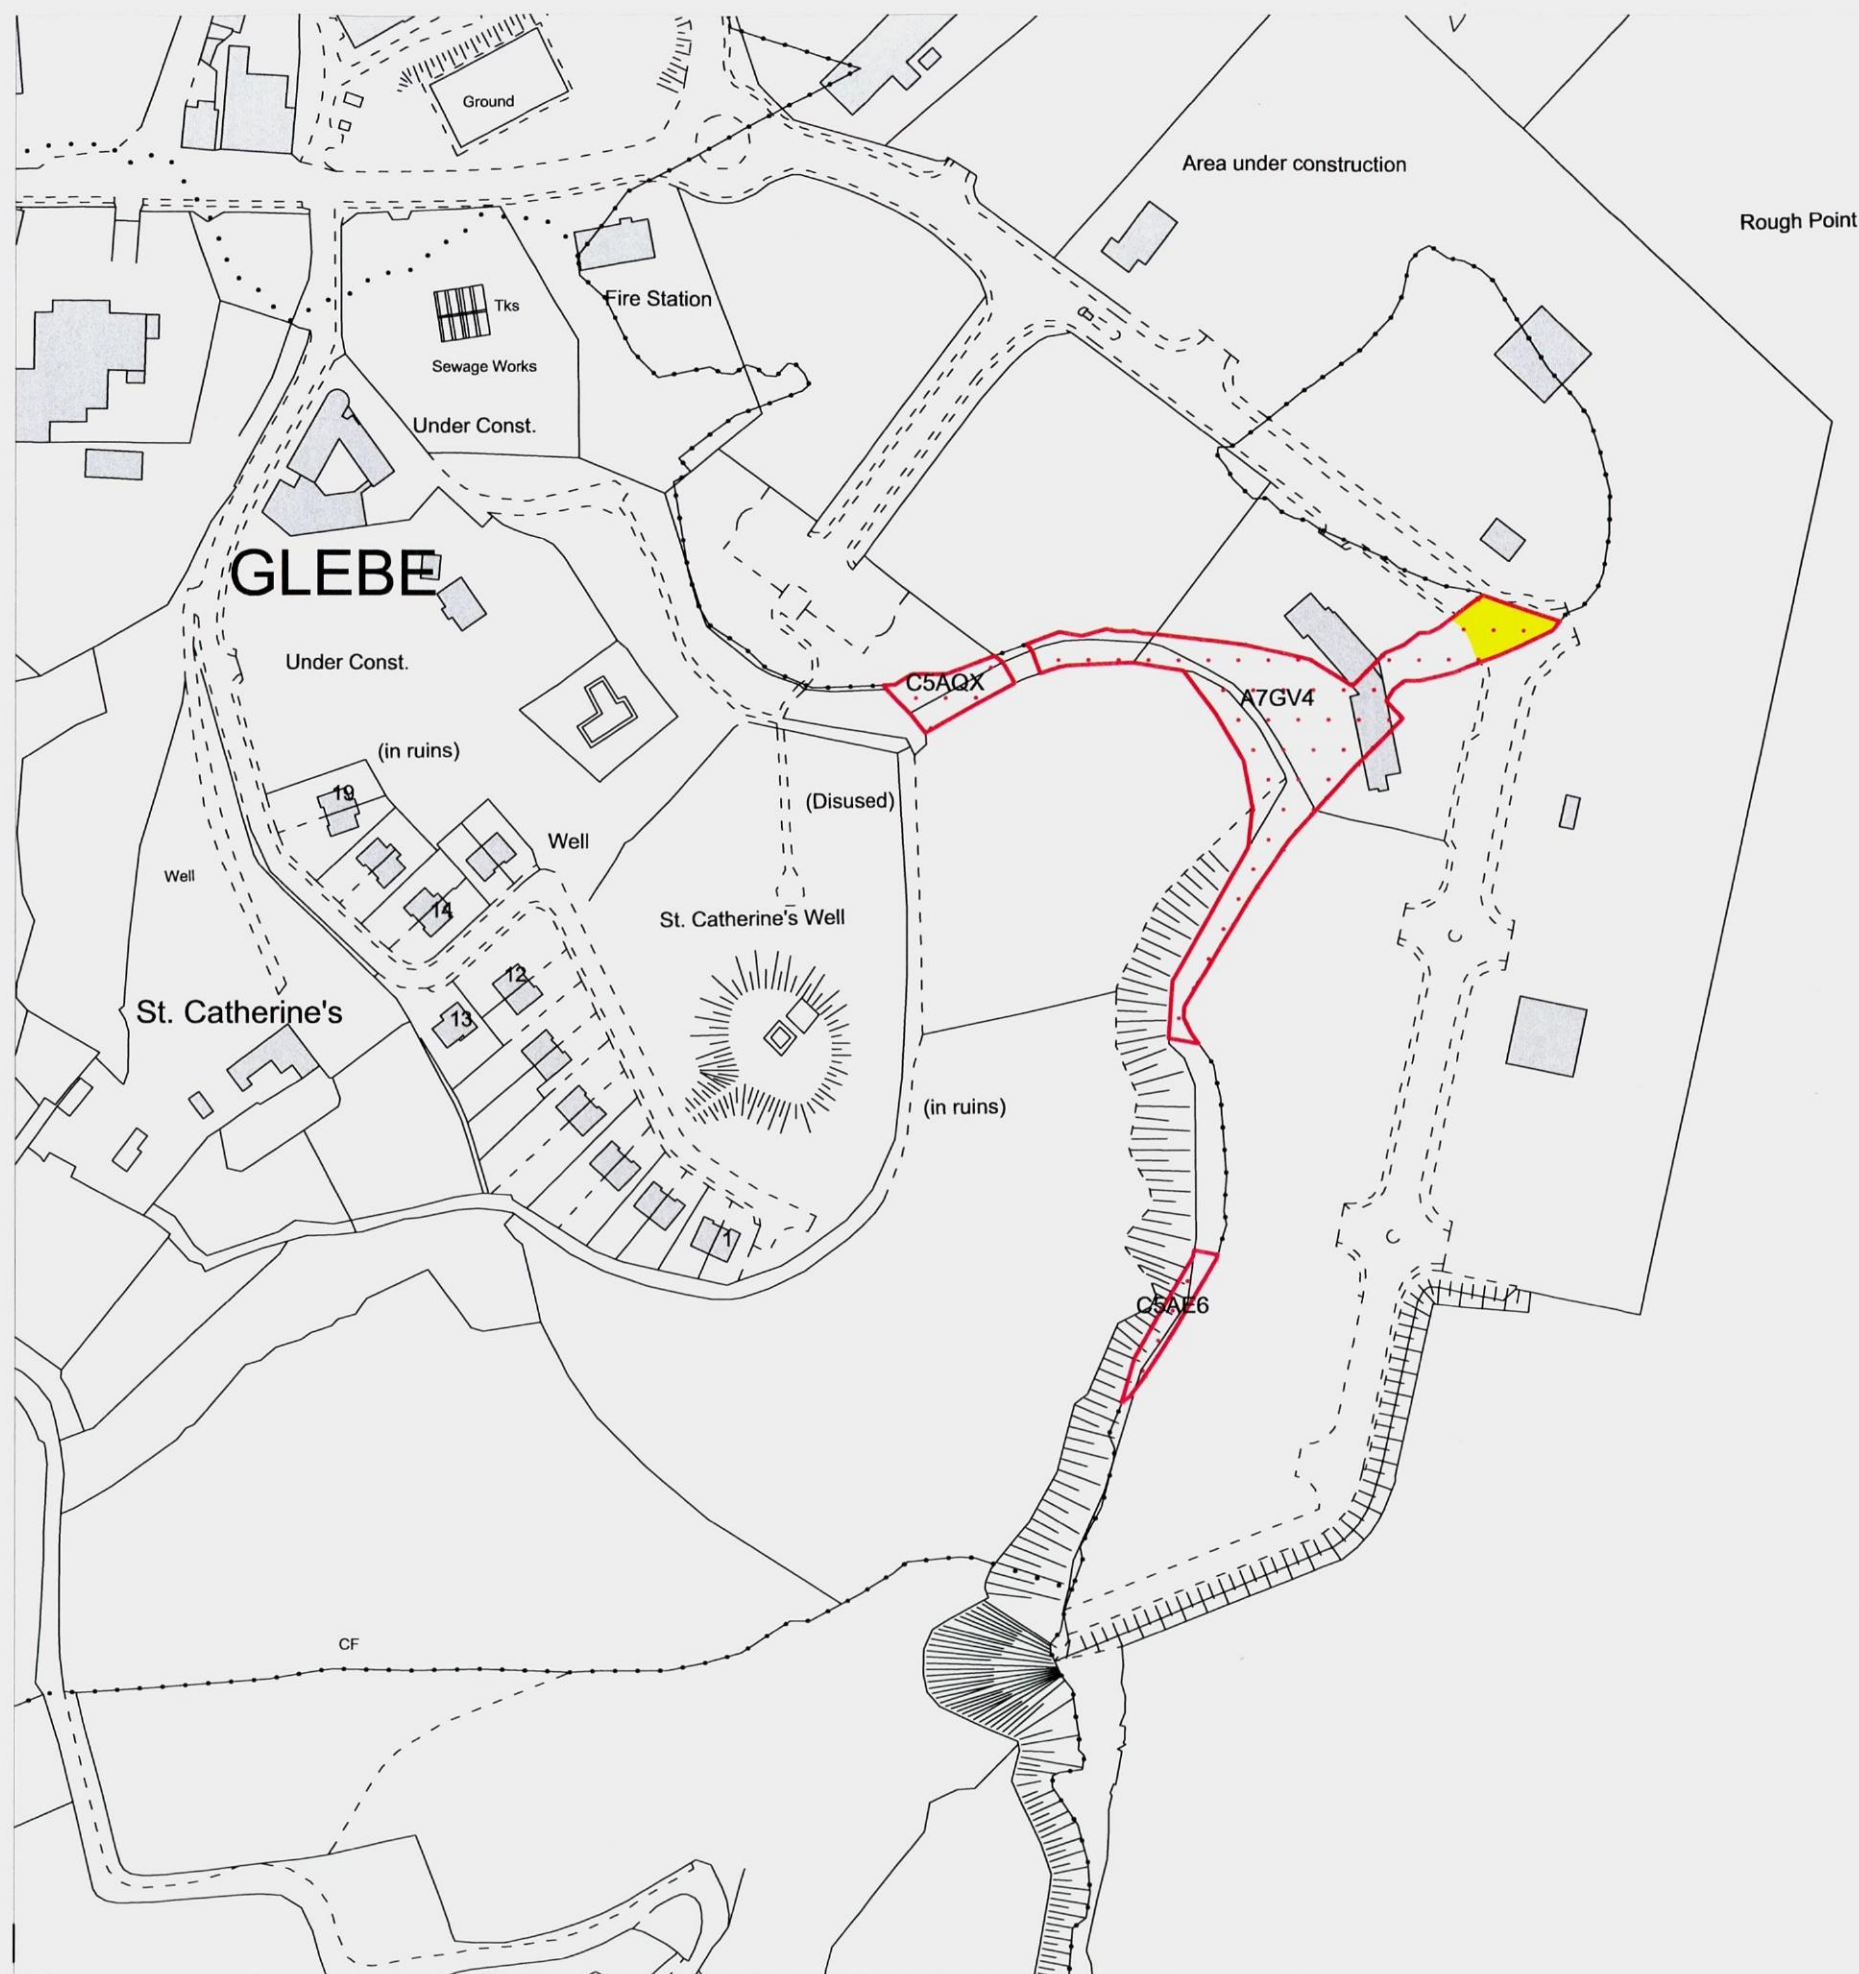 Ground
Area under construction
Rough Point
Fire Station
Tks
Sewage Works
Under Const.
GLEBE
Under Const.
C5AQX
A7GV4
(in ruins)
19
(Disused)
Well
Well
14
St. Catherine's Well
12
St. Catherine's
13
(in ruins)
1
C
C
C5AE6
CF